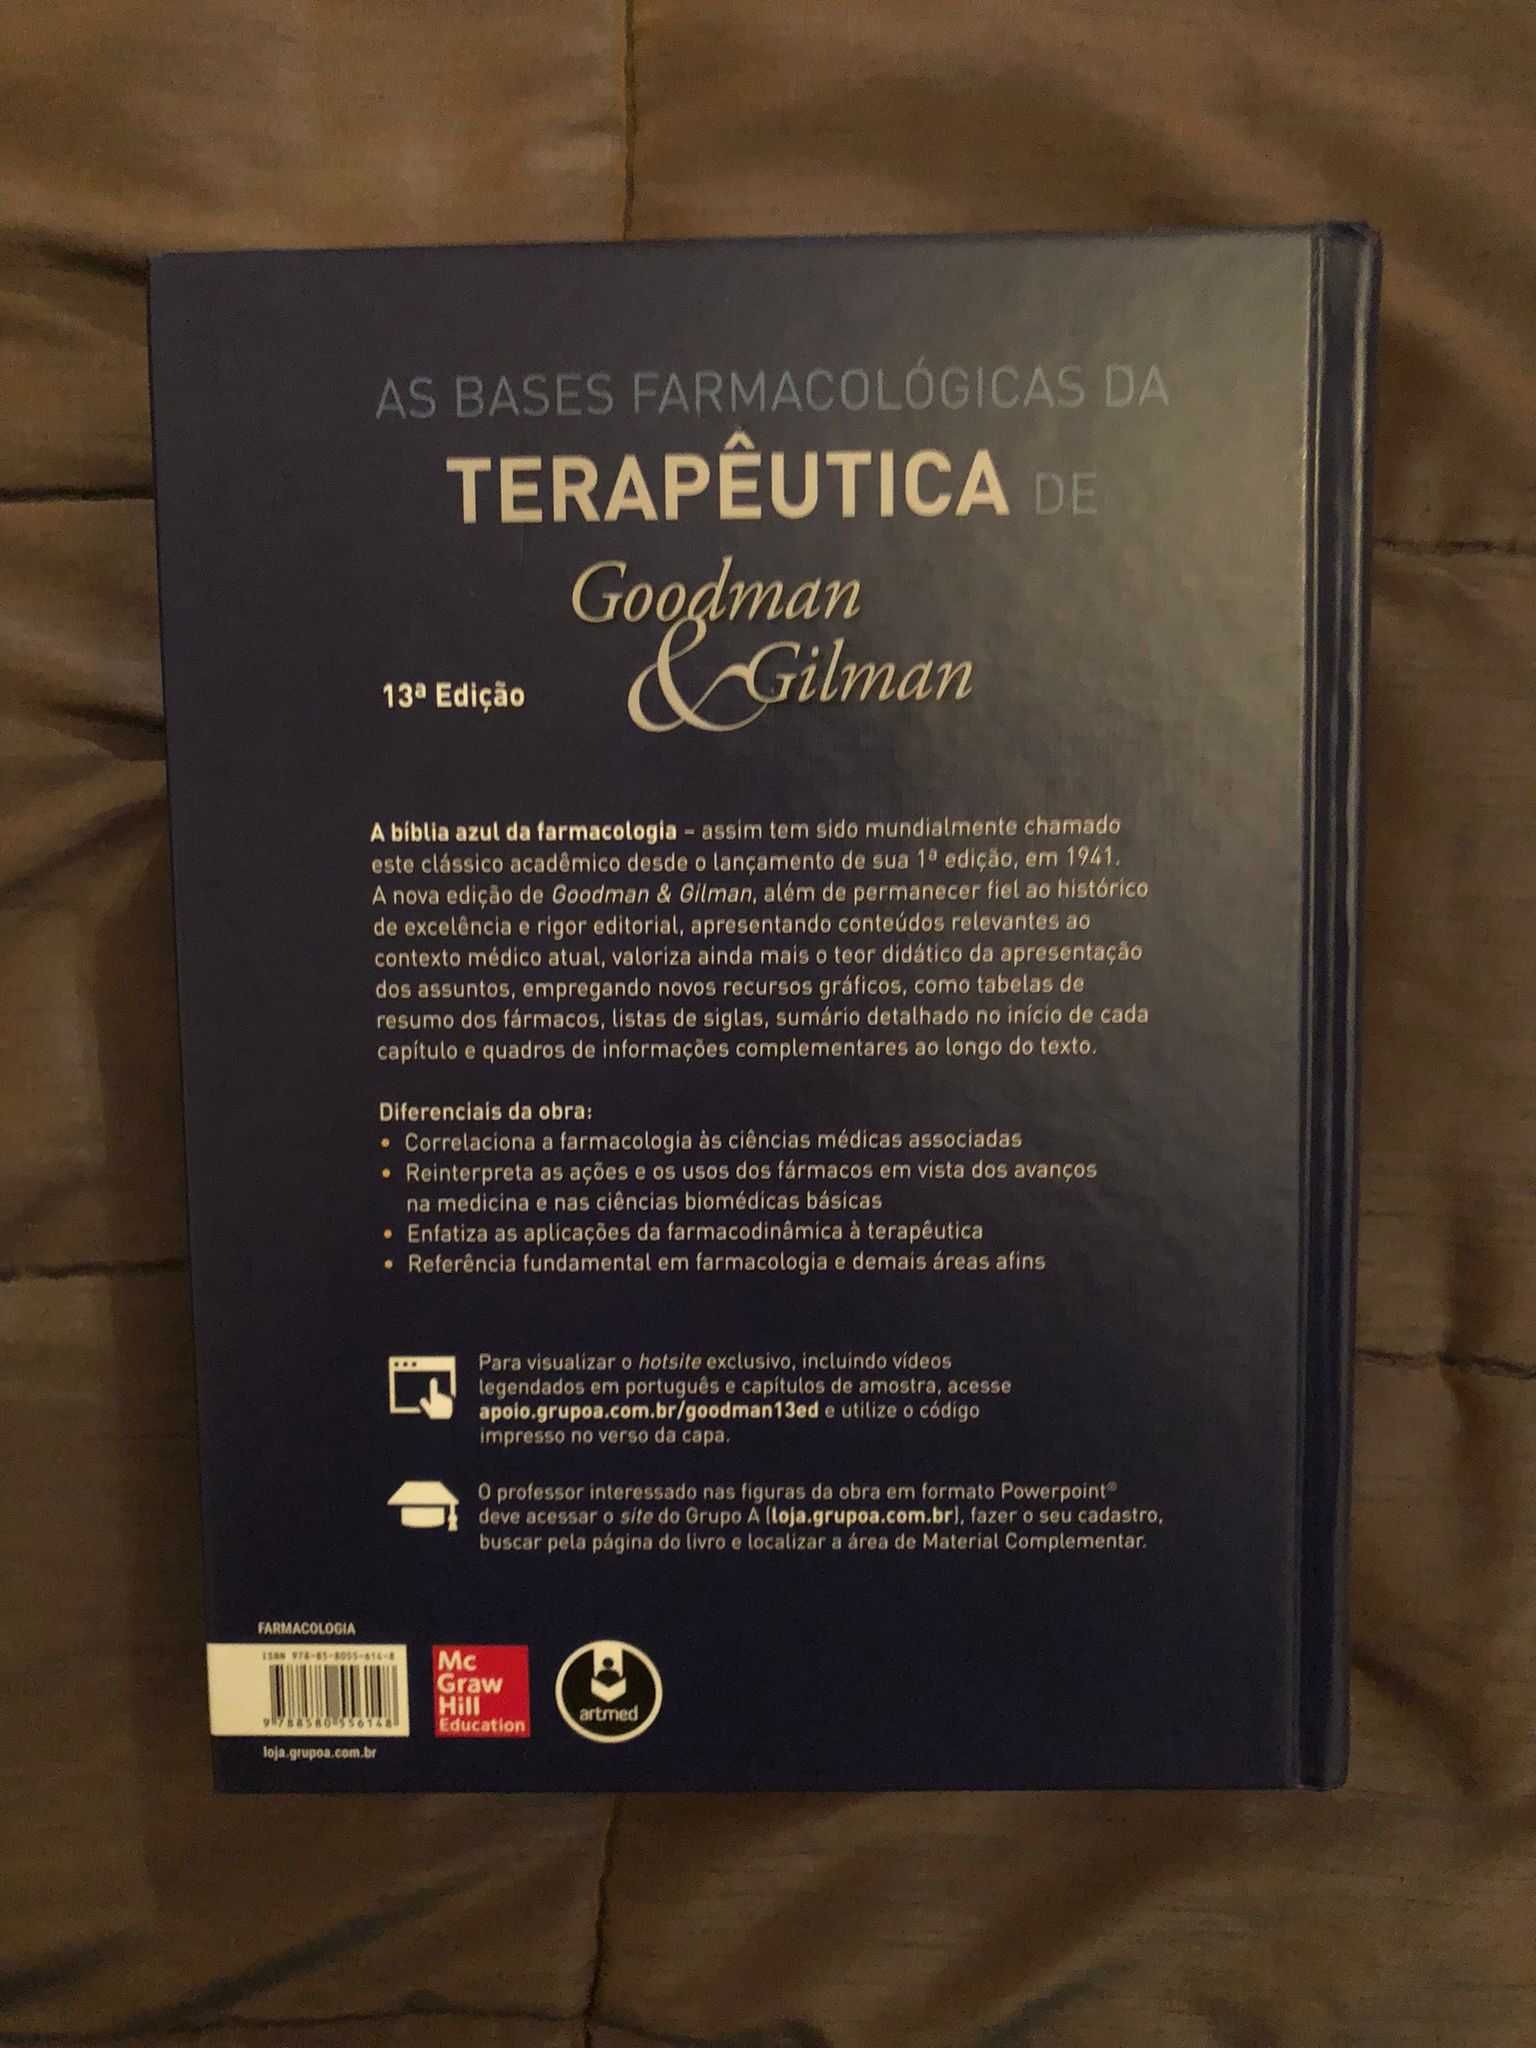 AS BASES FARMACOLÓGICAS DA
TERAPÊUTICA DE
Goodman
& Gilman
13ª Edição
A bíblia azul da farmacologia – assim tem sido mundialmente chamado
este clássico acadêmico desde o lançamento de sua 1ª edição, em 1941.
A nova edição de Goodman & Gilman, além de permanecer fiel ao histórico
de excelência e rigor editorial, apresentando conteúdos relevantes ao
contexto médico atual, valoriza ainda mais o teor didático da apresentação
dos assuntos, empregando novos recursos gráficos, como tabelas de
resumo dos fármacos, listas de siglas, sumário detalhado no início de cada
capítulo e quadros de informações complementares ao longo do texto.
Diferenciais da obra:
• Correlaciona a farmacologia às ciências médicas associadas
• Reinterpreta as ações e os usos dos fármacos em vista dos avanços
na medicina e nas ciências biomédicas básicas
• Enfatiza as aplicações da farmacodinâmica à terapêutica
• Referência fundamental em farmacologia e demais áreas afins
Para visualizar o hotsite exclusivo, incluindo vídeos
legendados em português e capítulos de amostra, acesse
apoio.grupoa.com.br/goodman13ed e utilize o código
impresso no verso da capa.
O professor interessado nas figuras da obra em formato Powerpoint®
deve acessar o site do Grupo A (loja.grupoa.com.br), fazer o seu cadastro,
buscar pela página do livro e localizar a área de Material Complementar.
FARMACOLOGIA
ISBN 978-85-8055-614-8
9 788580 556148
loja.grupoa.com.br
Mc
Graw
Hill
Education
artmed